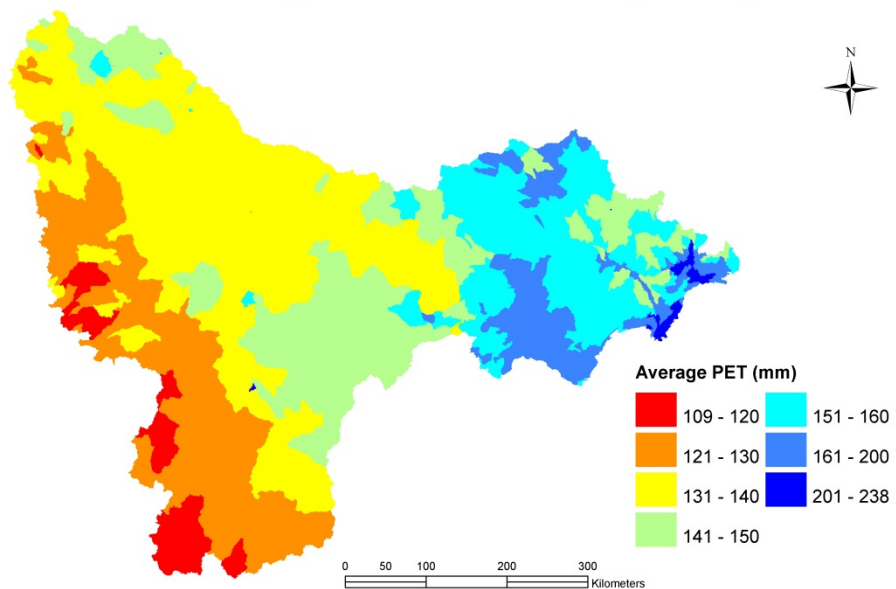 N
Average PET (mm)
109 - 120
151 - 160
121 - 130
161 - 200
131 - 140
201 - 238
141 - 150
0 50 100 200 300
Kilometers